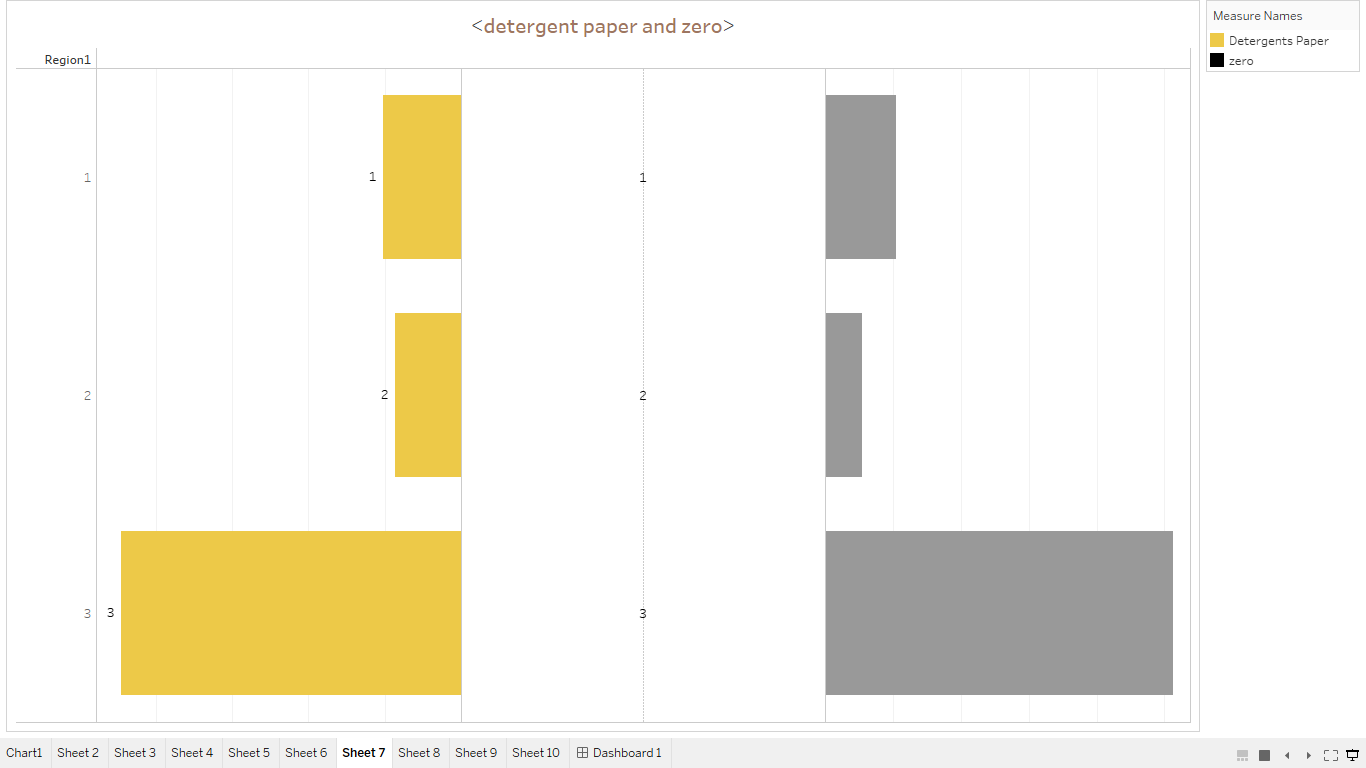 <detergent paper and zero>
Region1
1 1 1
2 2 2
3 3 3
Measure Names
Detergents Paper
zero
Chart1 Sheet 2 Sheet 3 Sheet 4 Sheet 5 Sheet 6 Sheet 7 Sheet 8 Sheet 9 Sheet 10 Dashboard 1